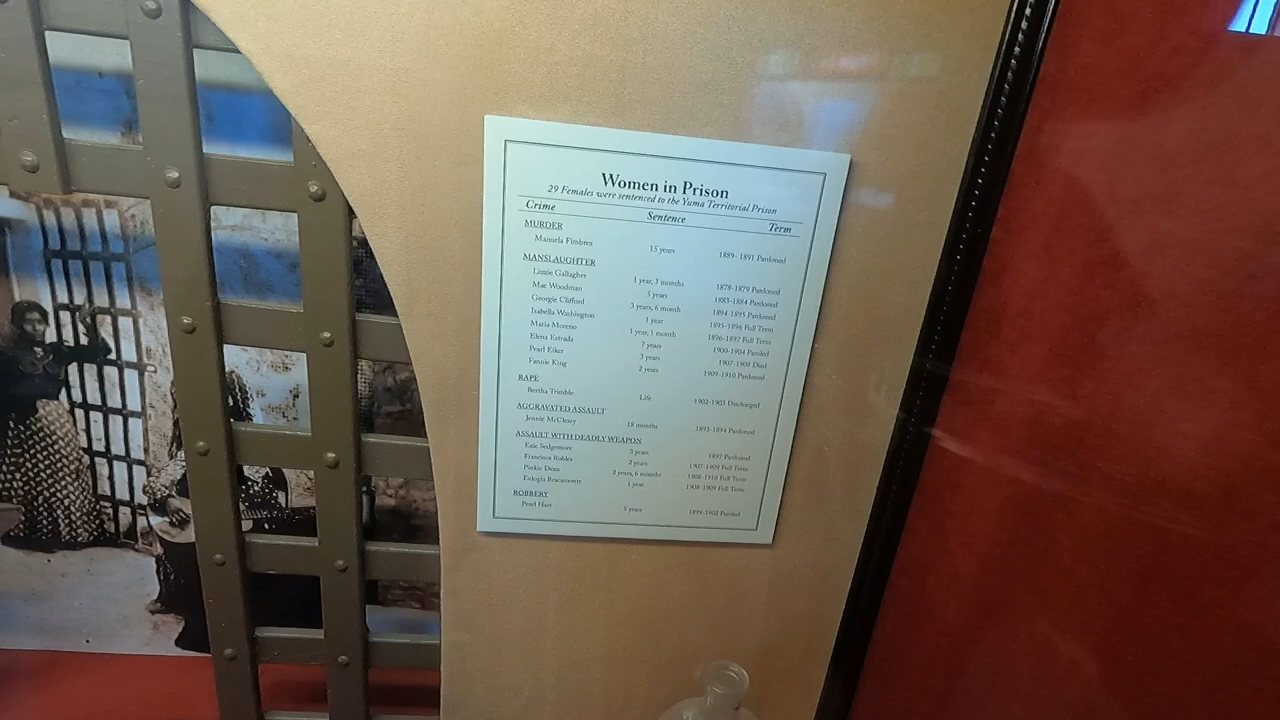 Women in Prison
29 Females were sentenced to the Yuma Territorial Prison
Crime Sentence Term
MURDER
Manuela Fimbrez 15 years 1889-1891 Pardoned
MANSLAUGHTER
Lizzie Gallagher 1 year, 3 months 1878-1879 Pardoned
Mae Woodman 5 years 1883-1884 Pardoned
Georgie Clifford 3 years, 6 month 1894-1895 Pardoned
Isabella Washington 1 year 1895-1896 Full Term
Maria Moreno 1 year, 1 month 1896-1897 Full Term
Elena Estrada 7 years 1900-1904 Paroled
Pearl Eiker 3 years 1907-1908 Died
Fannie King 2 years 1909-1910 Pardoned
RAPE
Bertha Trimble Life 1902-1903 Discharged
AGGRAVATED ASSAULT
Jennie McCleary 18 months 1893-1894 Pardoned
ASSAULT WITH DEADLY WEAPON
Exie Sedgemore 3 years 1897 Pardoned
Francisca Robles 2 years 1907-1909 Full Term
Pinkie Dean 2 years, 6 months 1908-1910 Full Term
Eulogia Bracamonte 1 year 1908-1909 Full Term
ROBBERY
Pearl Hart 5 years 1899-1902 Paroled